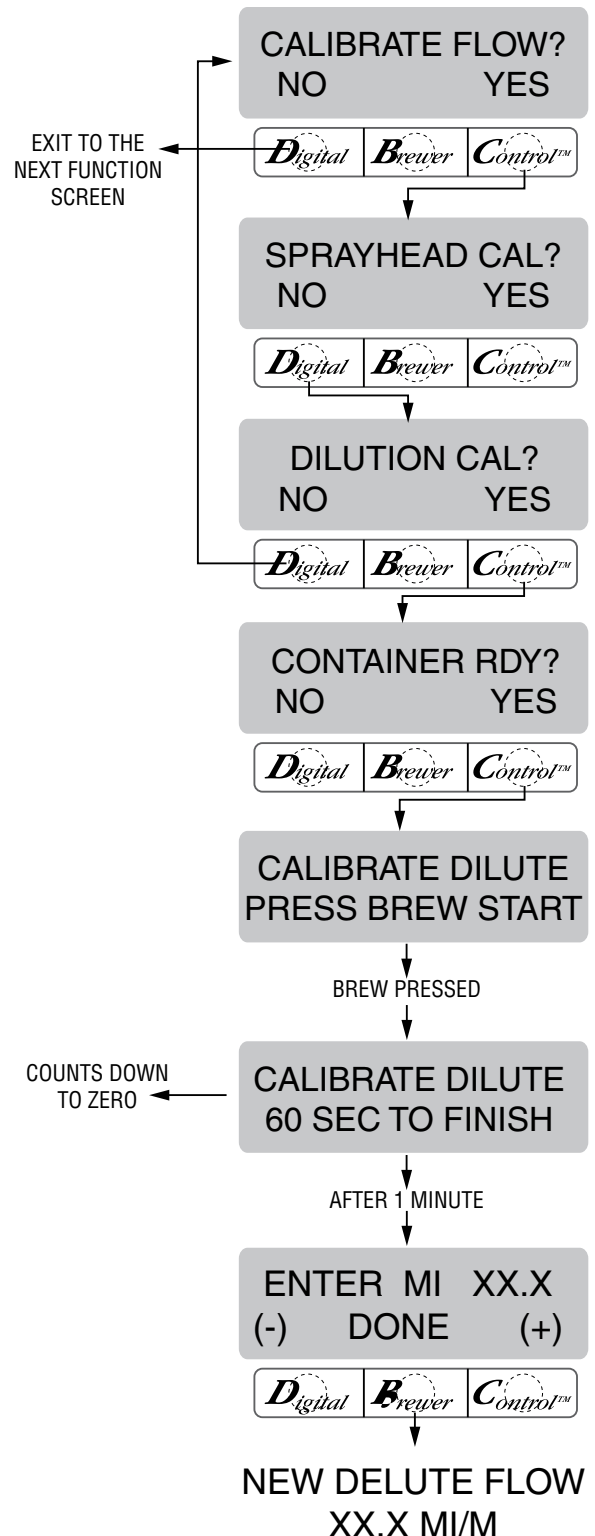 CALIBRATE FLOW?
NO YES
EXIT TO THE
NEXT FUNCTION
SCREEN
Digital Brewer Control™
SPRAYHEAD CAL?
NO YES
Digital Brewer Control™
DILUTION CAL?
NO YES
Digital Brewer Control™
CONTAINER RDY?
NO YES
Digital Brewer Control™
CALIBRATE DILUTE
PRESS BREW START
BREW PRESSED
COUNTS DOWN
TO ZERO
CALIBRATE DILUTE
60 SEC TO FINISH
AFTER 1 MINUTE
ENTER MI XX.X
(-) DONE (+)
Digital Brewer Control™
NEW DELUTE FLOW
XX.X MI/M